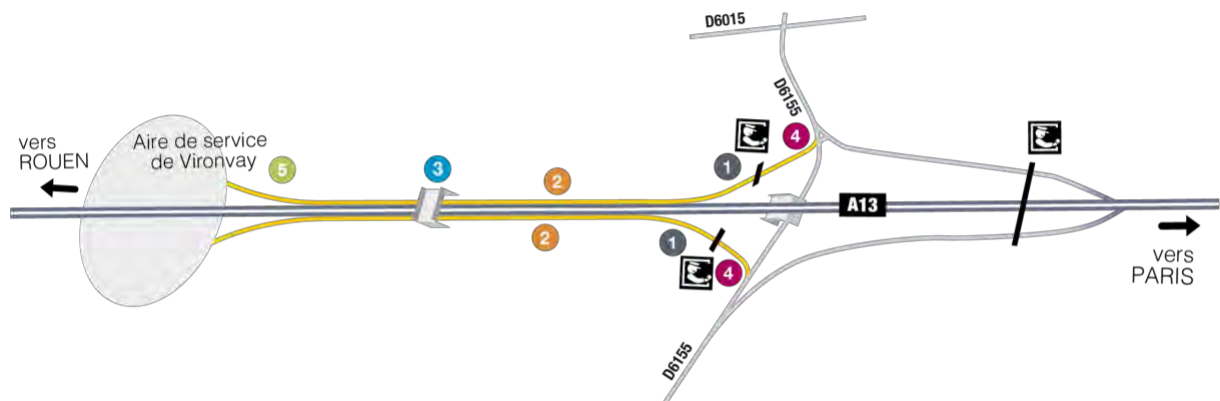 D6015
D6155
vers
ROUEN
Aire de service
de Vironvay
5
3
2
1
4
A13
2
1
4
vers
PARIS
D6155